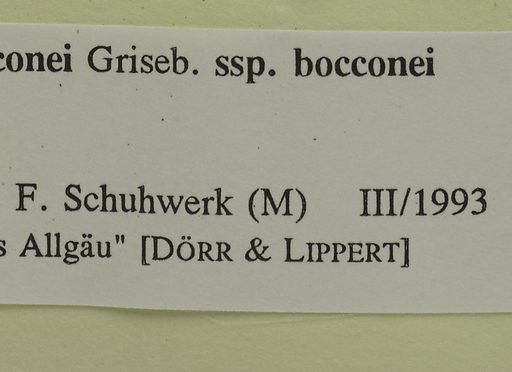 conei Griseb. ssp. bocconei
F. Schuhwerk (M) III/1993
s Allgäu" [DÖRR & LIPPERT]